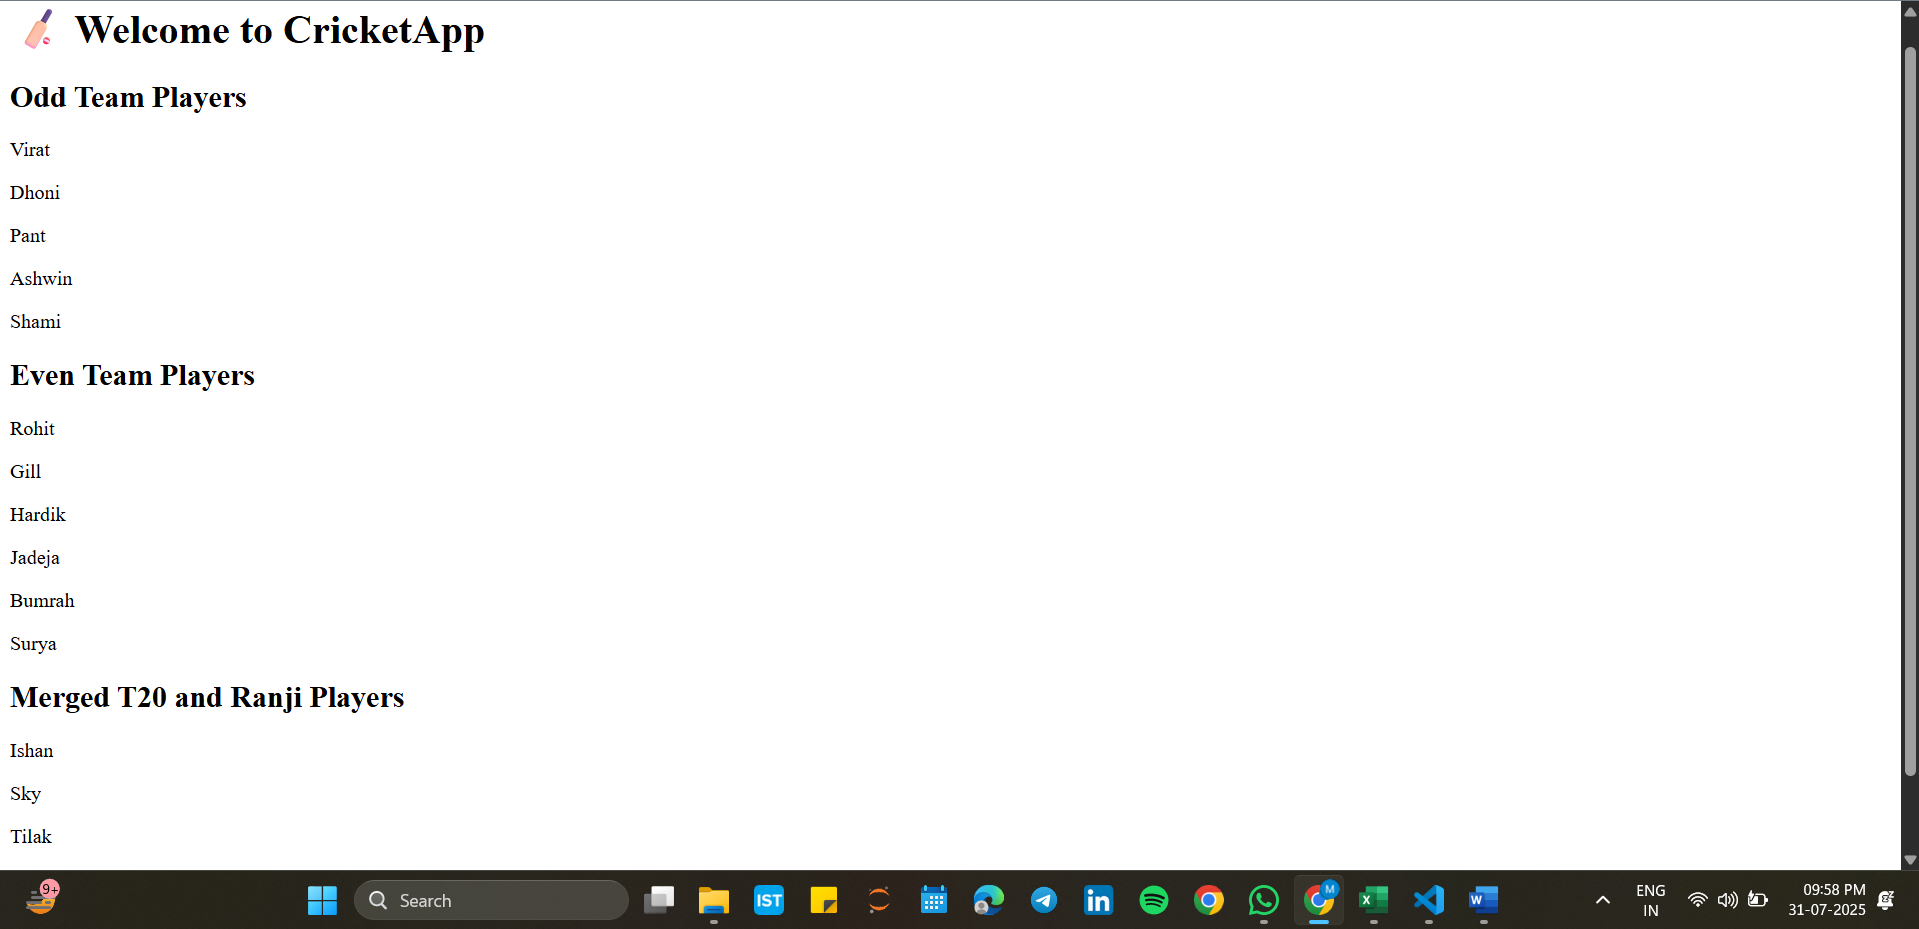 Welcome to CricketApp
Odd Team Players
Virat
Dhoni
Pant
Ashwin
Shami
Even Team Players
Rohit
Gill
Hardik
Jadeja
Bumrah
Surya
Merged T20 and Ranji Players
Ishan
Sky
Tilak
9+
Search
IST
in
M
X
W
ENG
IN
09:58 PM
31-07-2025